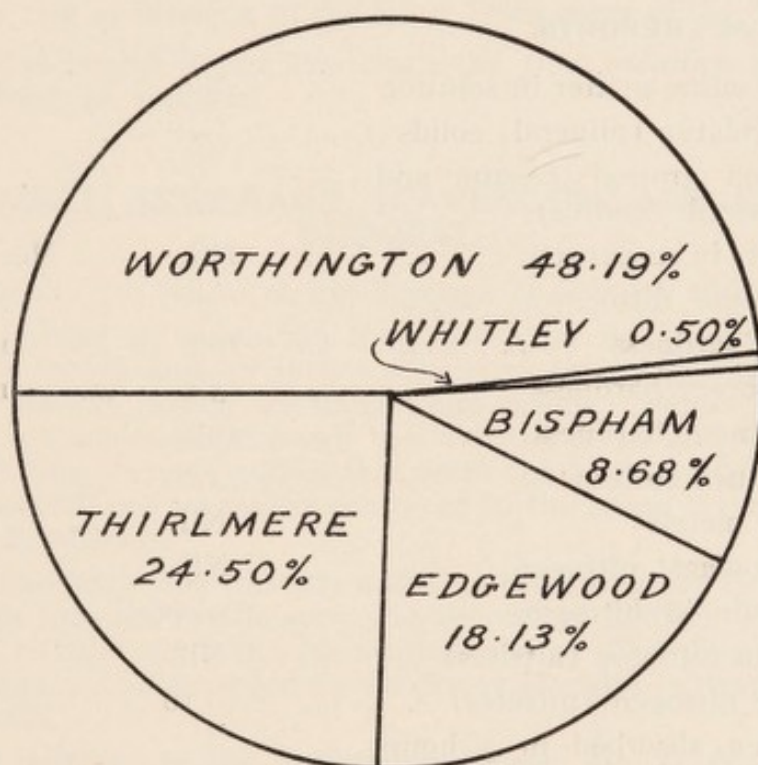 WORTHINGTON 48·19%
WHITLEY 0·50%
BISPHAM
8·68%
THIRLMERE
24·50%
EDGEWOOD
18·13%